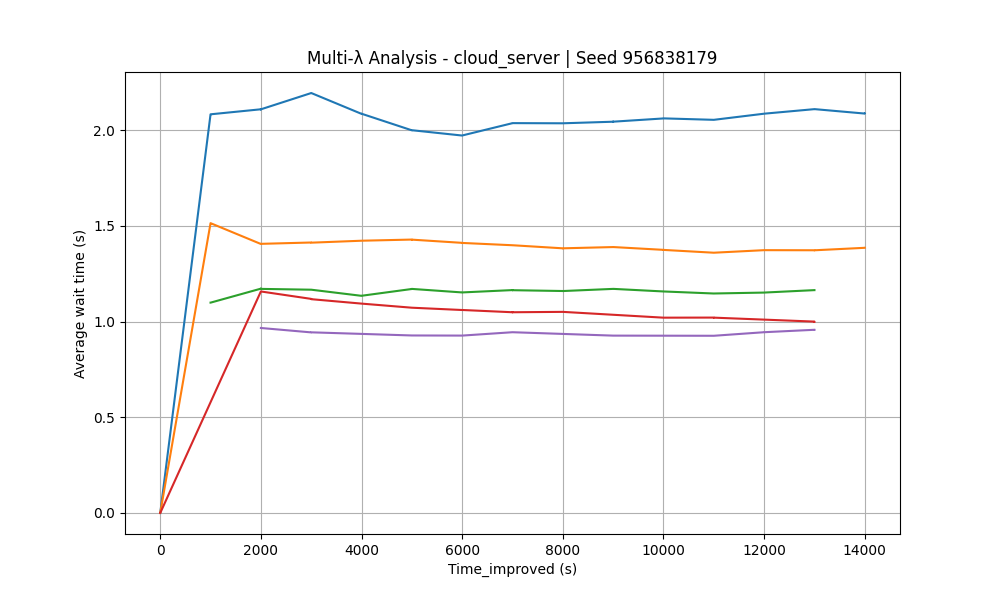 Multi-λ Analysis - cloud_server | Seed 956838179
Average wait time (s)
2.0
1.5
1.0
0.5
0.0
0 2000 4000 6000 8000 10000 12000 14000
Time_improved (s)